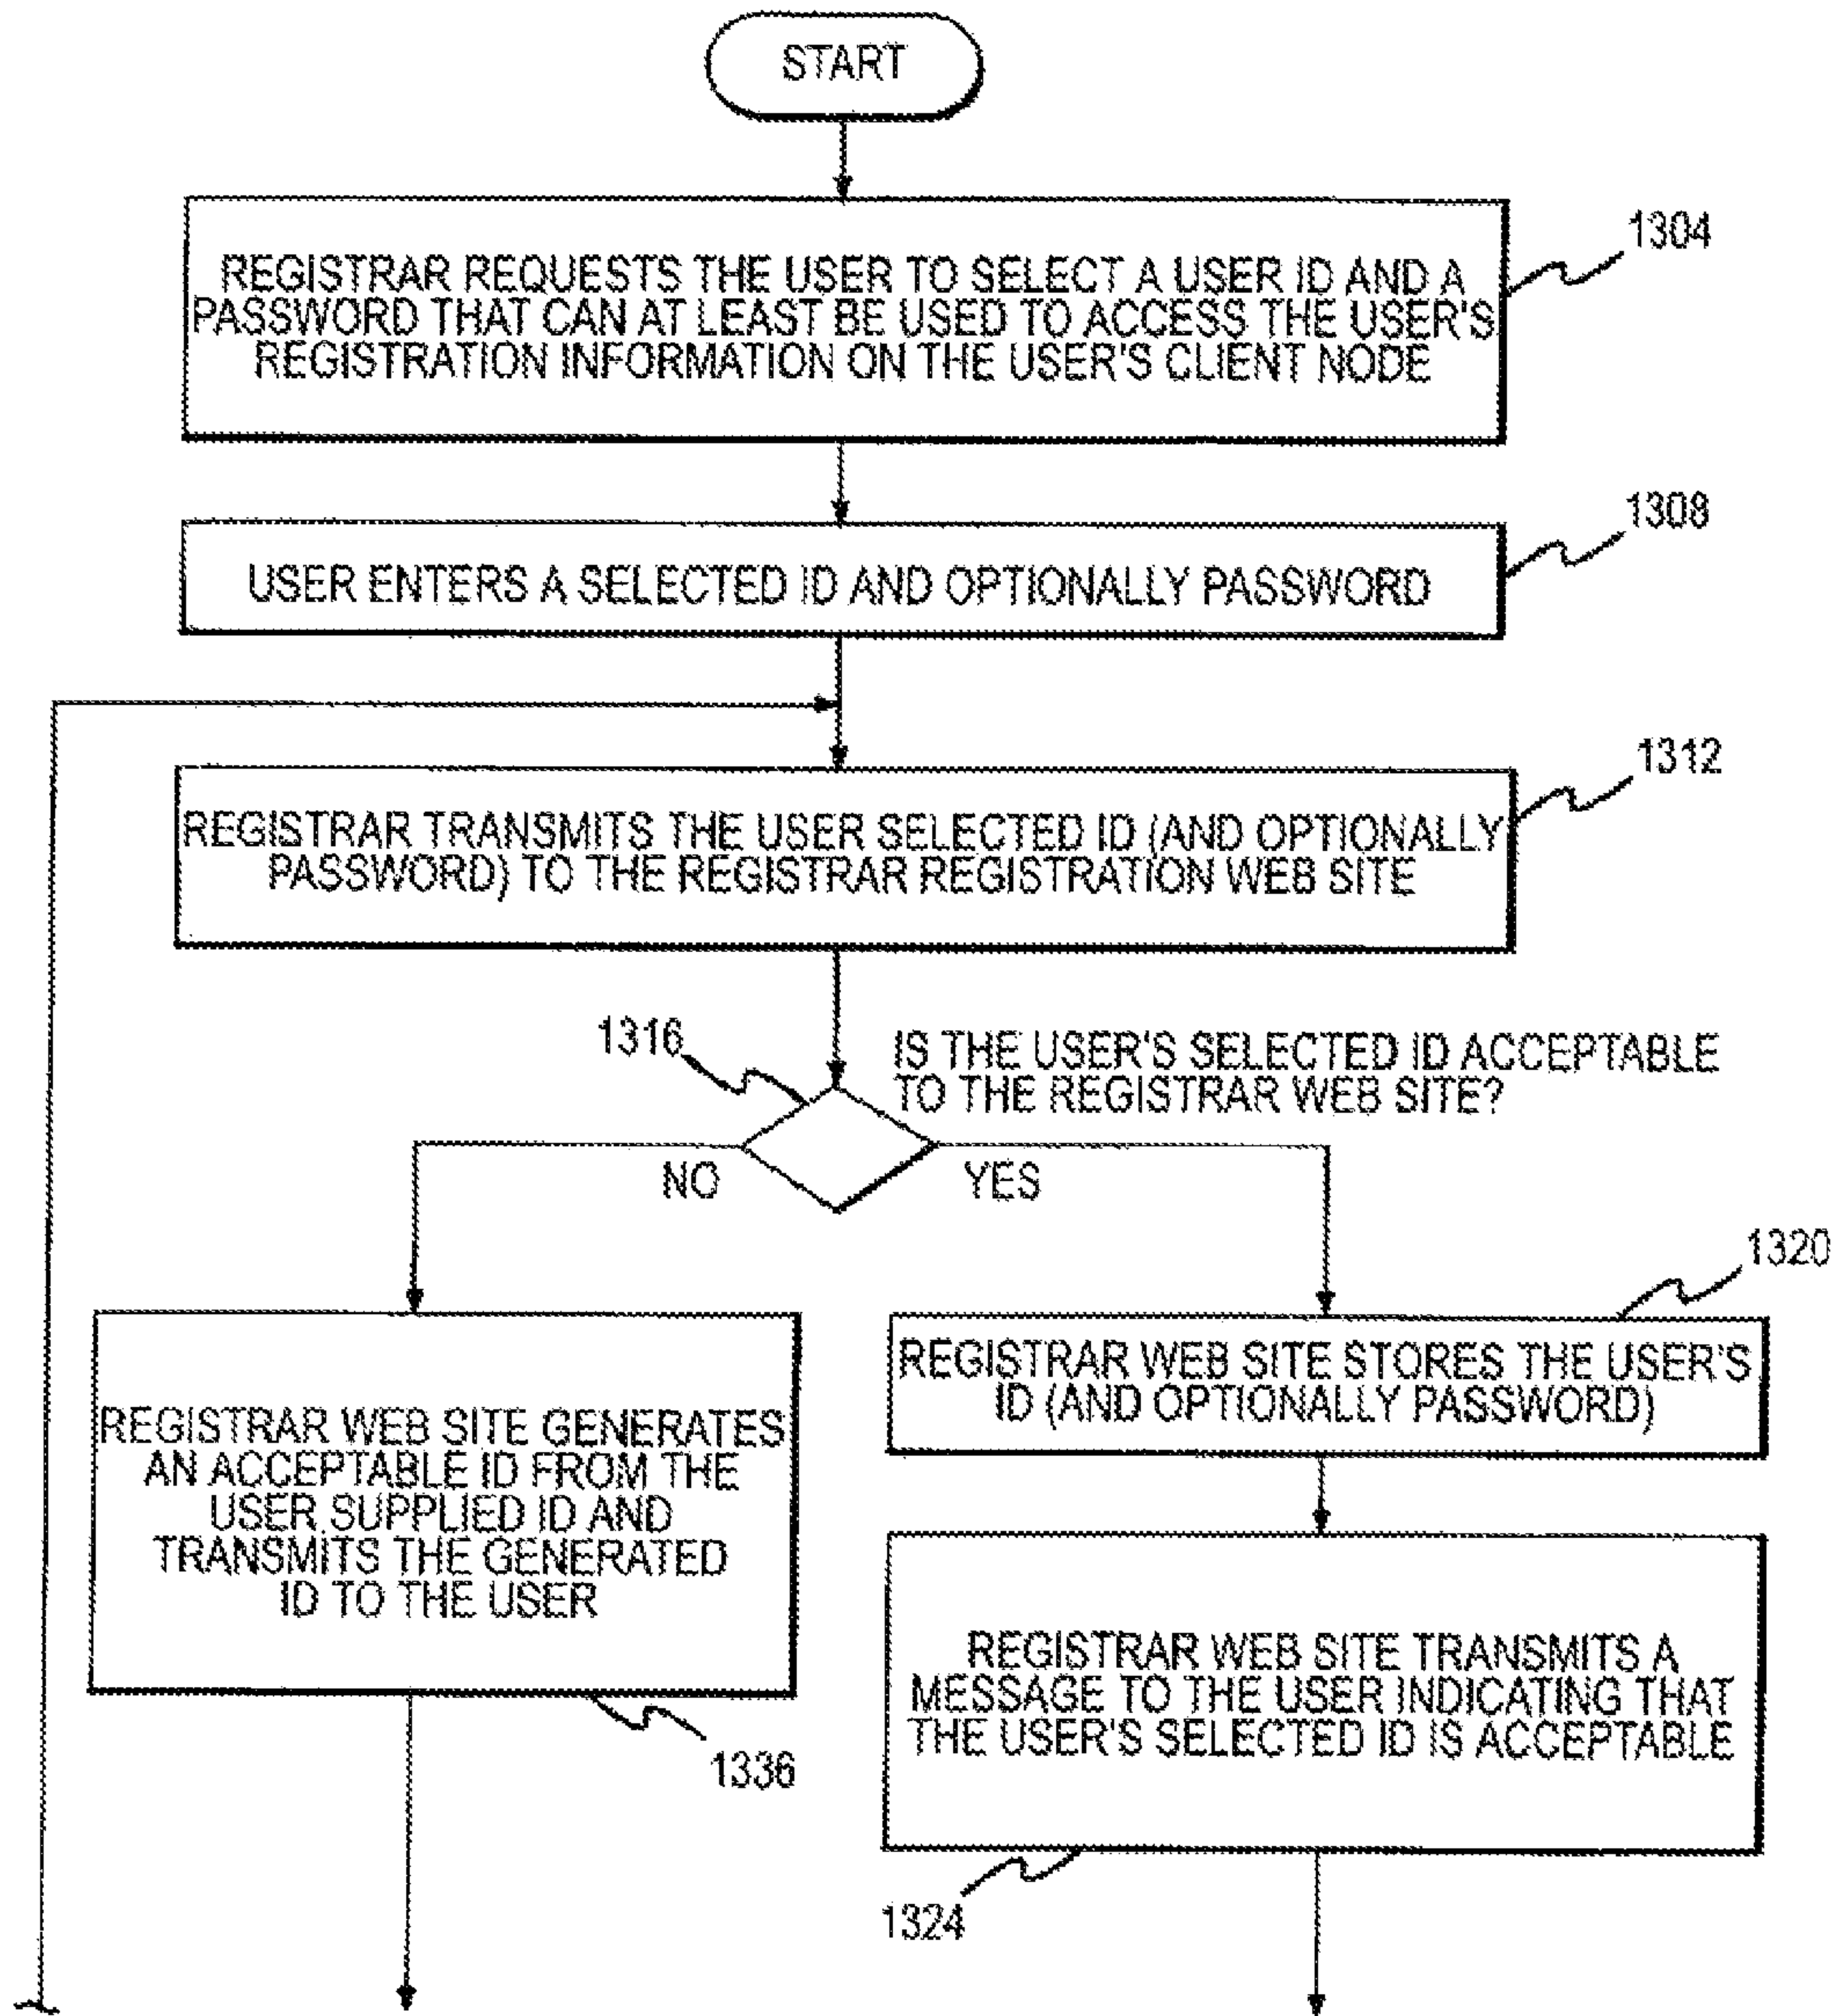 START
REGISTRAR REQUESTS THE USER TO SELECT A USER ID AND A
PASSWORD THAT CAN AT LEAST BE USED TO ACCESS THE USER'S
REGISTRATION INFORMATION ON THE USER'S CLIENT NODE
1304
USER ENTERS A SELECTED ID AND OPTIONALLY PASSWORD
1308
REGISTRAR TRANSMITS THE USER SELECTED ID (AND OPTIONALLY
PASSWORD) TO THE REGISTRAR REGISTRATION WEB SITE
1312
1316
IS THE USER'S SELECTED ID ACCEPTABLE
TO THE REGISTRAR WEB SITE?
NO
YES
1320
REGISTRAR WEB SITE STORES THE USER'S
ID (AND OPTIONALLY PASSWORD)
REGISTRAR WEB SITE GENERATES
AN ACCEPTABLE ID FROM THE
USER SUPPLIED ID AND
TRANSMITS THE GENERATED
ID TO THE USER
1336
REGISTRAR WEB SITE TRANSMITS A
MESSAGE TO THE USER INDICATING THAT
THE USER'S SELECTED ID IS ACCEPTABLE
1324